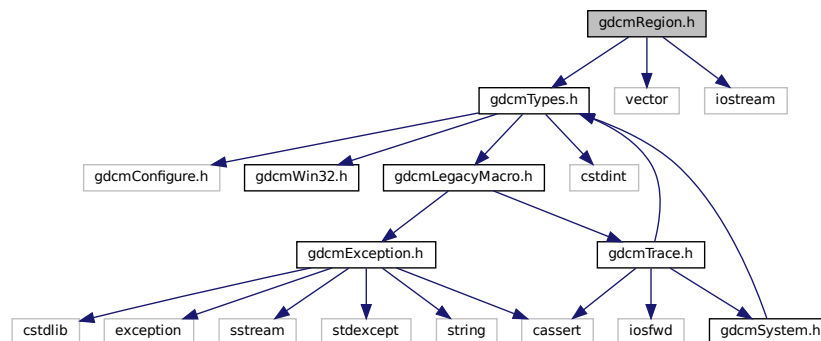 gdcmRegion.h
gdcmTypes.h
vector
iostream
gdcmConfigure.h
gdcmWin32.h
gdcmLegacyMacro.h
cstdint
gdcmException.h
gdcmTrace.h
cstdlib
exception
sstream
stdexcept
string
cassert
iosfwd
gdcmSystem.h